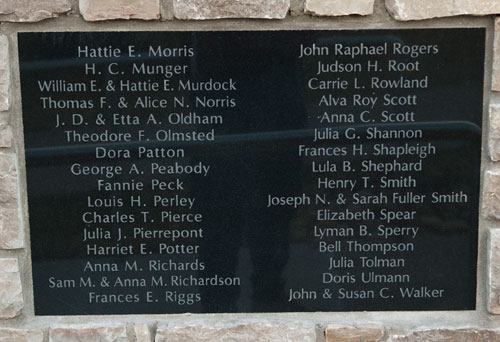 Hattie E. Morris
H. C. Munger
William E. & Hattie E. Murdock
Thomas F. & Alice N. Norris
J. D. & Etta A. Oldham
Theodore F. Olmsted
Dora Patton
George A. Peabody
Fannie Peck
Louis H. Perley
Charles T. Pierce
Julia J. Pierrepont
Harriet E. Potter
Anna M. Richards
Sam M. & Anna M. Richardson
Frances E. Riggs
John Raphael Rogers
Judson H. Root
Carrie L. Rowland
Alva Roy Scott
Anna C. Scott
Julia G. Shannon
Frances H. Shapleigh
Lula B. Shephard
Henry T. Smith
Joseph N. & Sarah Fuller Smith
Elizabeth Spear
Lyman B. Sperry
Bell Thompson
Julia Tolman
Doris Ulmann
John & Susan C. Walker